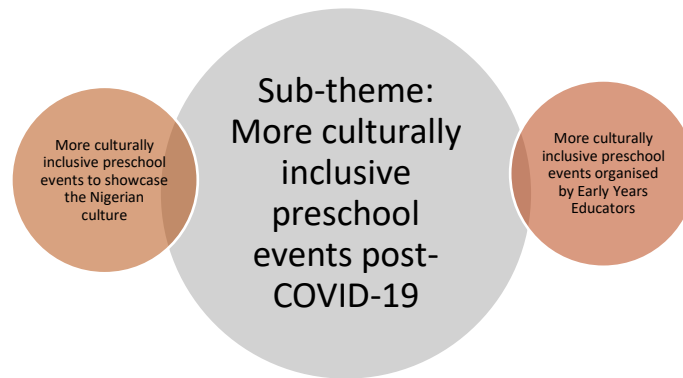 More culturally
inclusive preschool
events to showcase
the Nigerian
culture
Sub-theme:
More culturally
inclusive
preschool
events post-
COVID-19
More culturally
inclusive preschool
events organised
by Early Years
Educators